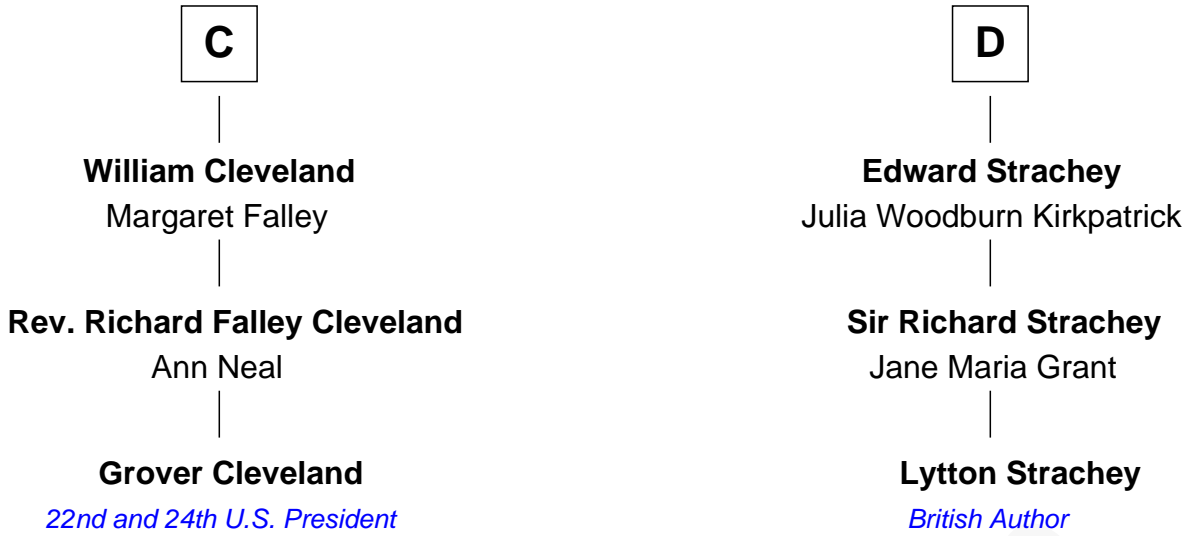 C
William Cleveland
Margaret Falley
Rev. Richard Falley Cleveland
Ann Neal
Grover Cleveland
22nd and 24th U.S. President
D
Edward Strachey
Julia Woodburn Kirkpatrick
Sir Richard Strachey
Jane Maria Grant
Lytton Strachey
British Author